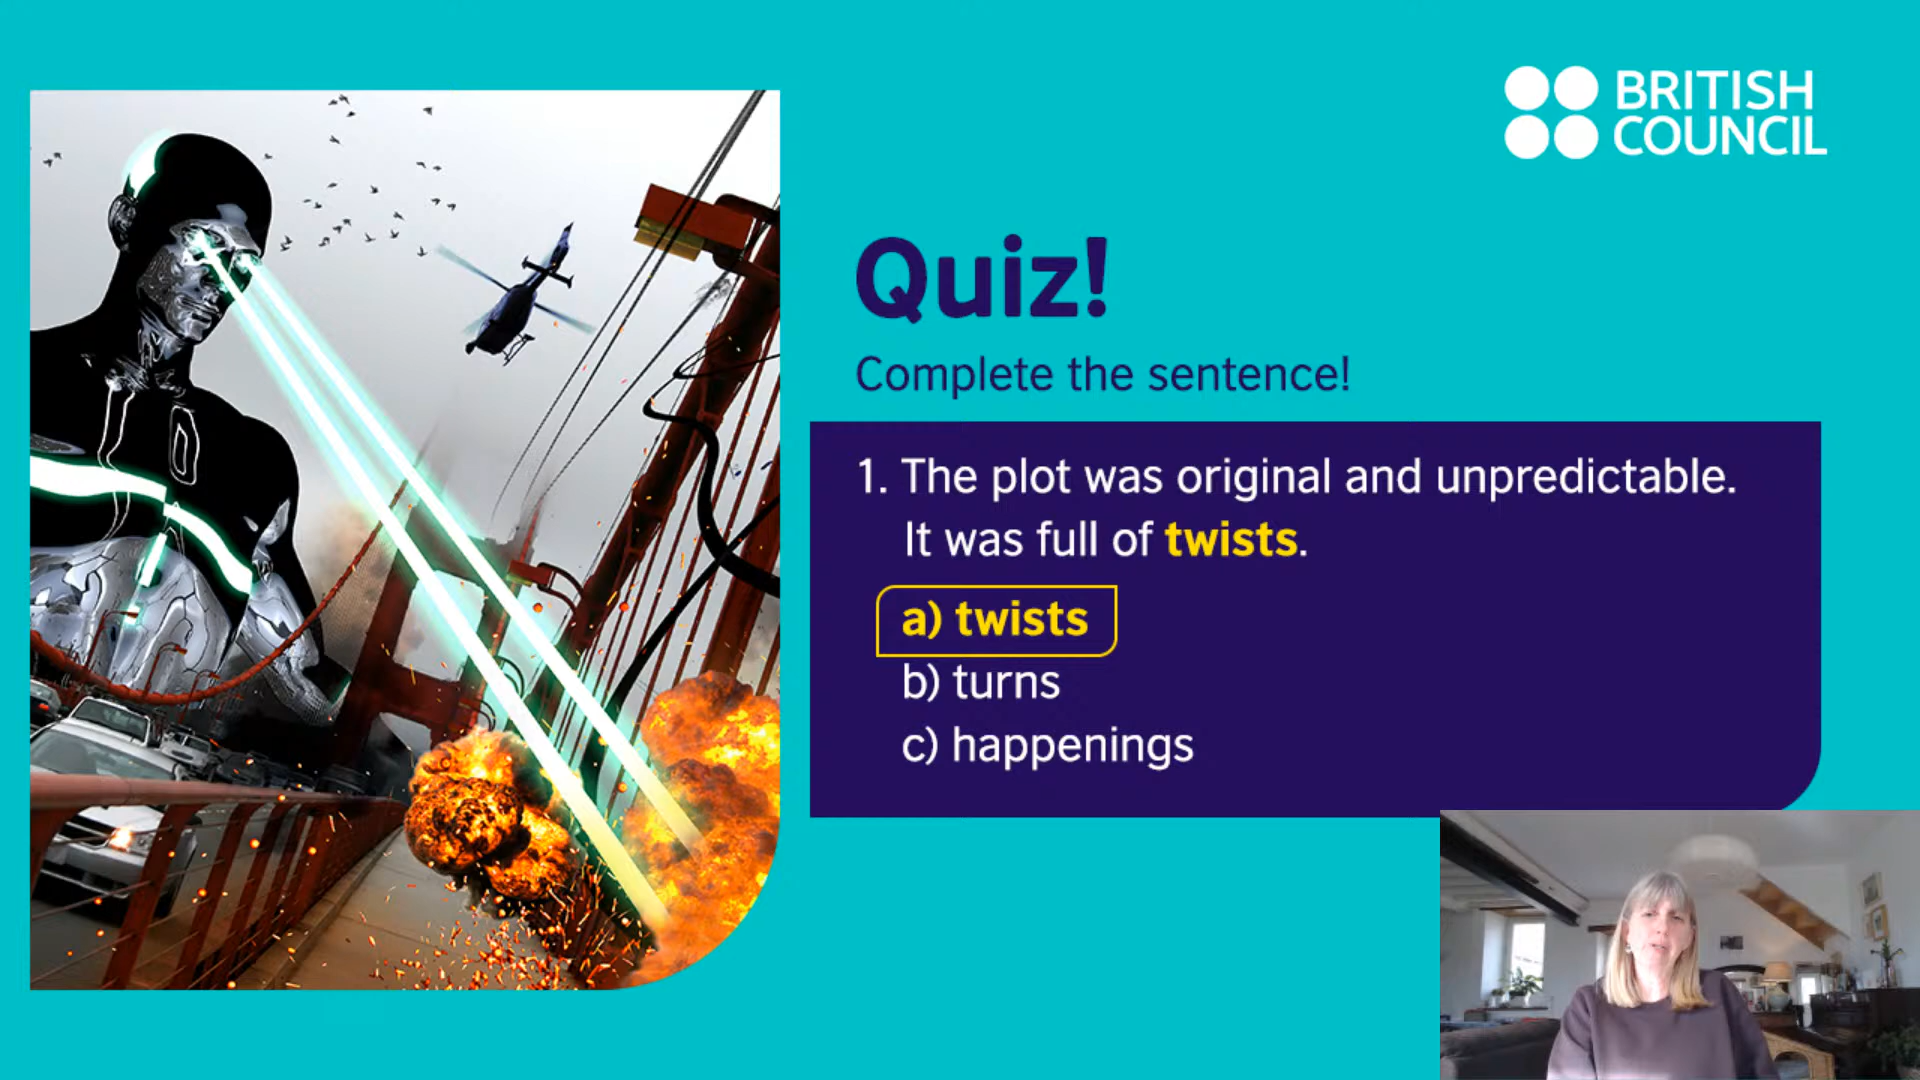 BRITISH
COUNCIL
Quiz!
Complete the sentence!
1. The plot was original and unpredictable.
It was full of twists.
a) twists
b) turns
c) happenings